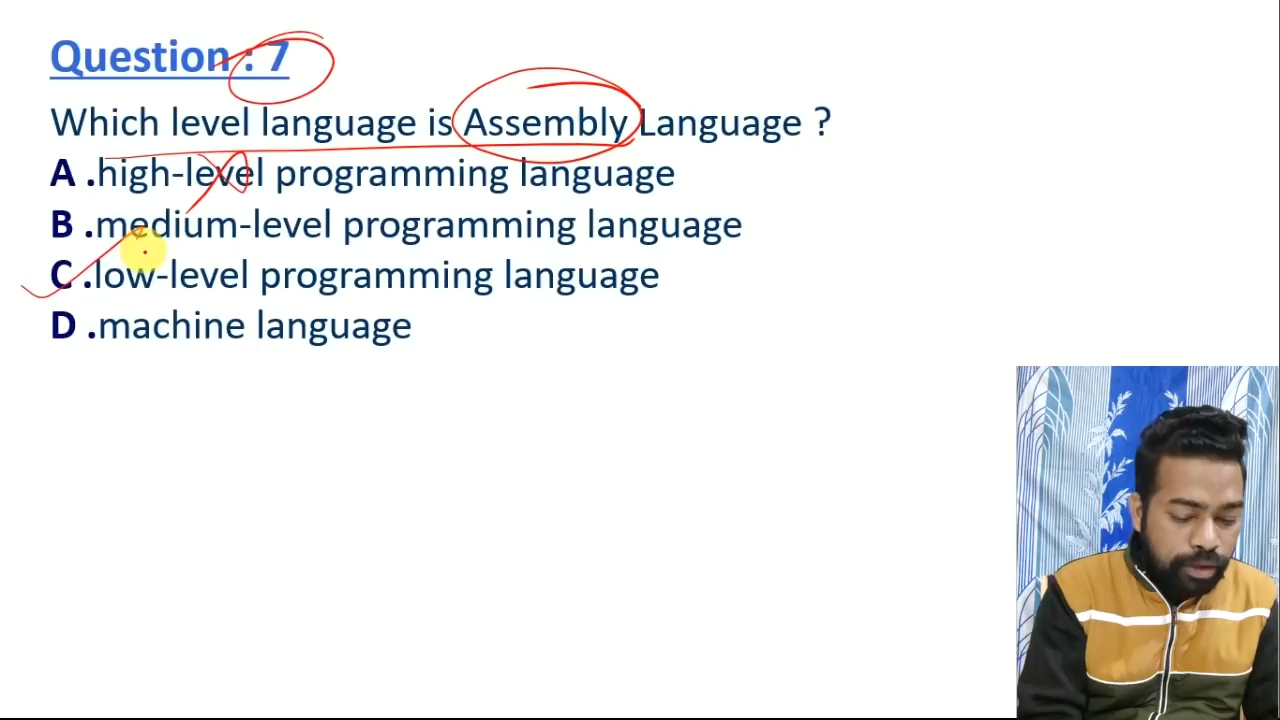 Question : 7
Which level language is Assembly Language ?
A .high-level programming language
B .medium-level programming language
C .low-level programming language
D .machine language